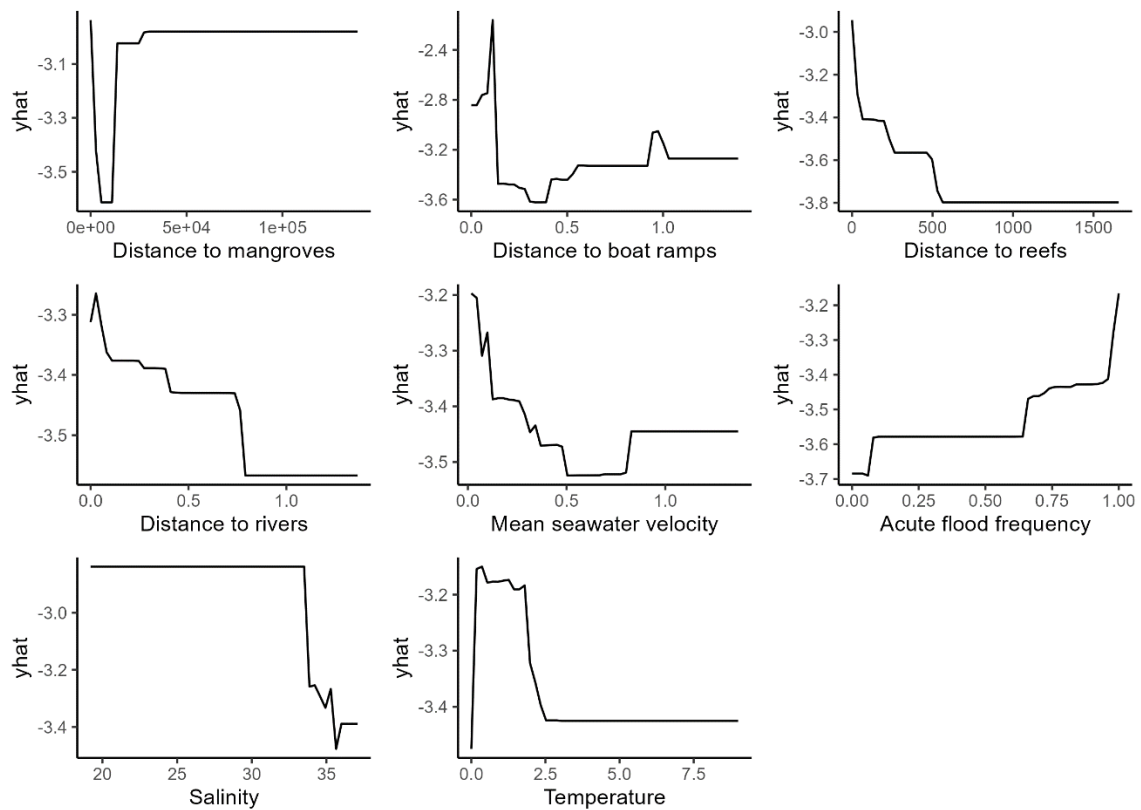 yhat
-3.1
-3.3
-3.5
0e+00 5e+04 1e+05
Distance to mangroves
yhat
-2.4
-2.8
-3.2
-3.6
0.0 0.5 1.0
Distance to boat ramps
yhat
-3.0
-3.2
-3.4
-3.6
-3.8
0 500 1000 1500
Distance to reefs
yhat
-3.3
-3.4
-3.5
0.0 0.5 1.0
Distance to rivers
yhat
-3.2
-3.3
-3.4
-3.5
0.0 0.5 1.0
Mean seawater velocity
yhat
-3.2
-3.3
-3.4
-3.5
-3.6
-3.7
0.00 0.25 0.50 0.75 1.00
Acute flood frequency
yhat
-3.0
-3.2
-3.4
20 25 30 35
Salinity
yhat
-3.2
-3.3
-3.4
0.0 2.5 5.0 7.5
Temperature